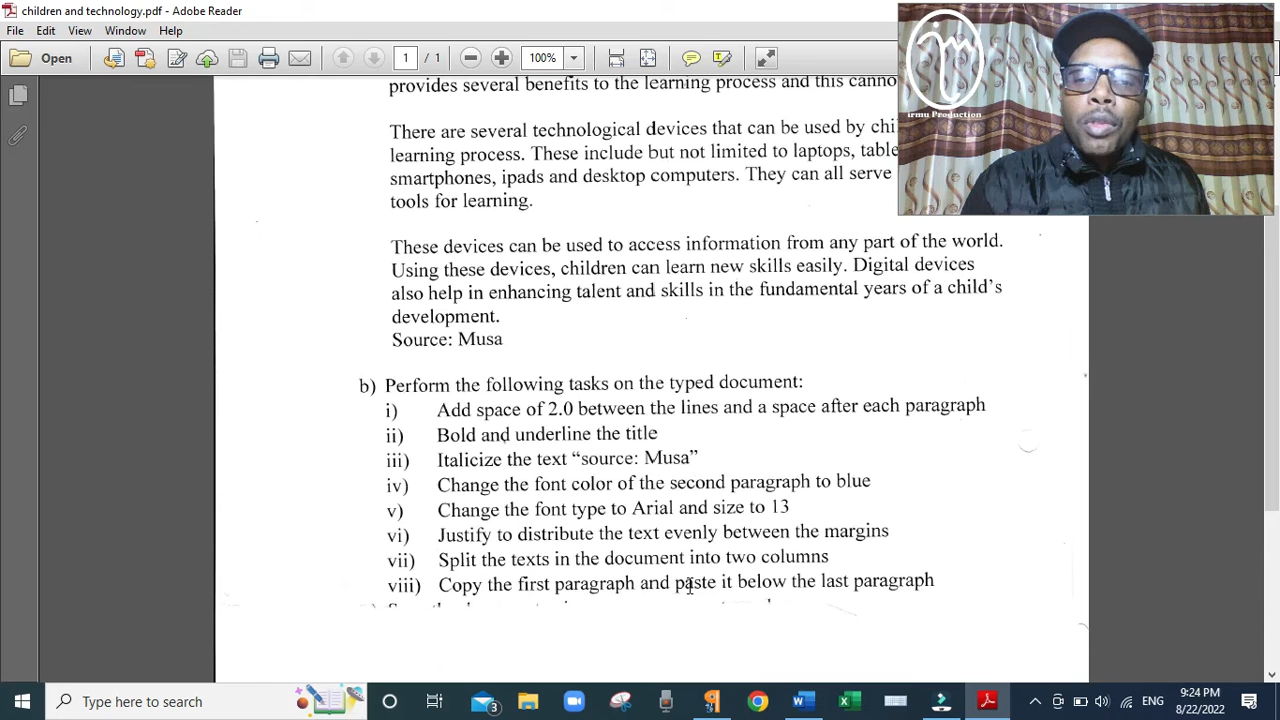 children and technology.pdf - Adobe Reader
File Edit View Window Help
Open 1 / 1 100%
provides several benefits to the learning process and this canno
There are several technological devices that can be used by chi
learning process. These include but not limited to laptops, table
smartphones, ipads and desktop computers. They can all serve
tools for learning.
These devices can be used to access information from any part of the world.
Using these devices, children can learn new skills easily. Digital devices
also help in enhancing talent and skills in the fundamental years of a child's
development.
Source: Musa
b) Perform the following tasks on the typed document:
i) Add space of 2.0 between the lines and a space after each paragraph
ii) Bold and underline the title
iii) Italicize the text “source: Musa”
iv) Change the font color of the second paragraph to blue
v) Change the font type to Arial and size to 13
vi) Justify to distribute the text evenly between the margins
vii) Split the texts in the document into two columns
viii) Copy the first paragraph and paste it below the last paragraph
irmu Production
Type here to search
3
ENG
9:24 PM
8/22/2022